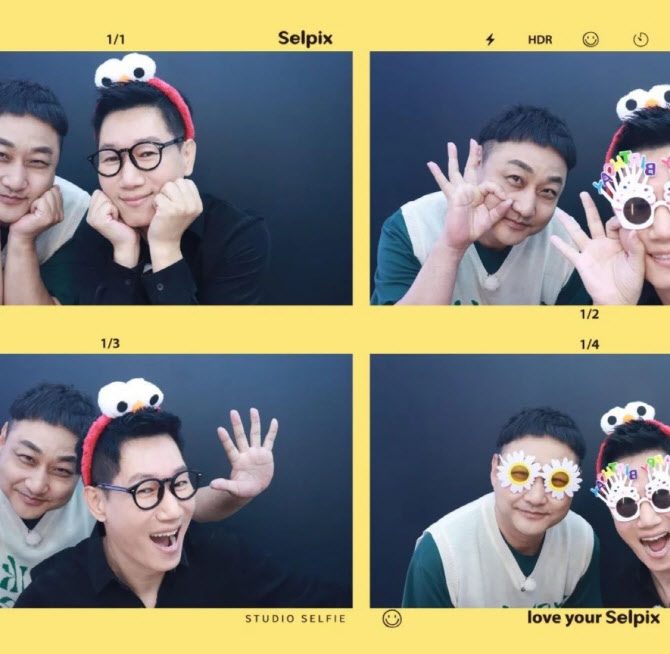 1/1
Selpix
HDR
1/2
1/3
1/4
STUDIO SELFIE
love your Selpix